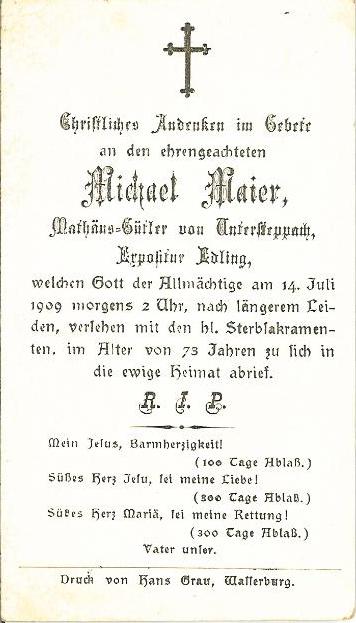 Christliches Andenken im Gebete
an den ehrengeachteten
Michael Maier,
Mathäus=Gütler von Untersteppach,
Expositur Edling,
welchen Gott der Allmächtige am 14. Juli
1909 morgens 2 Uhr, nach längerem Lei-
den, versehen mit den hl. Sterbsakramen-
ten, im Alter von 73 Jahren zu sich in
die ewige Heimat abrief.
R. I. P.
Mein Jesus, Barmherzigkeit!
(100 Tage Ablaß.)
Süßes Herz Jesu, sei meine Liebe!
(300 Tage Ablaß.)
Süßes Herz Mariä, sei meine Rettung!
(300 Tage Ablaß.)
Vater unser.
Druck von Hans Grau, Wasserburg.